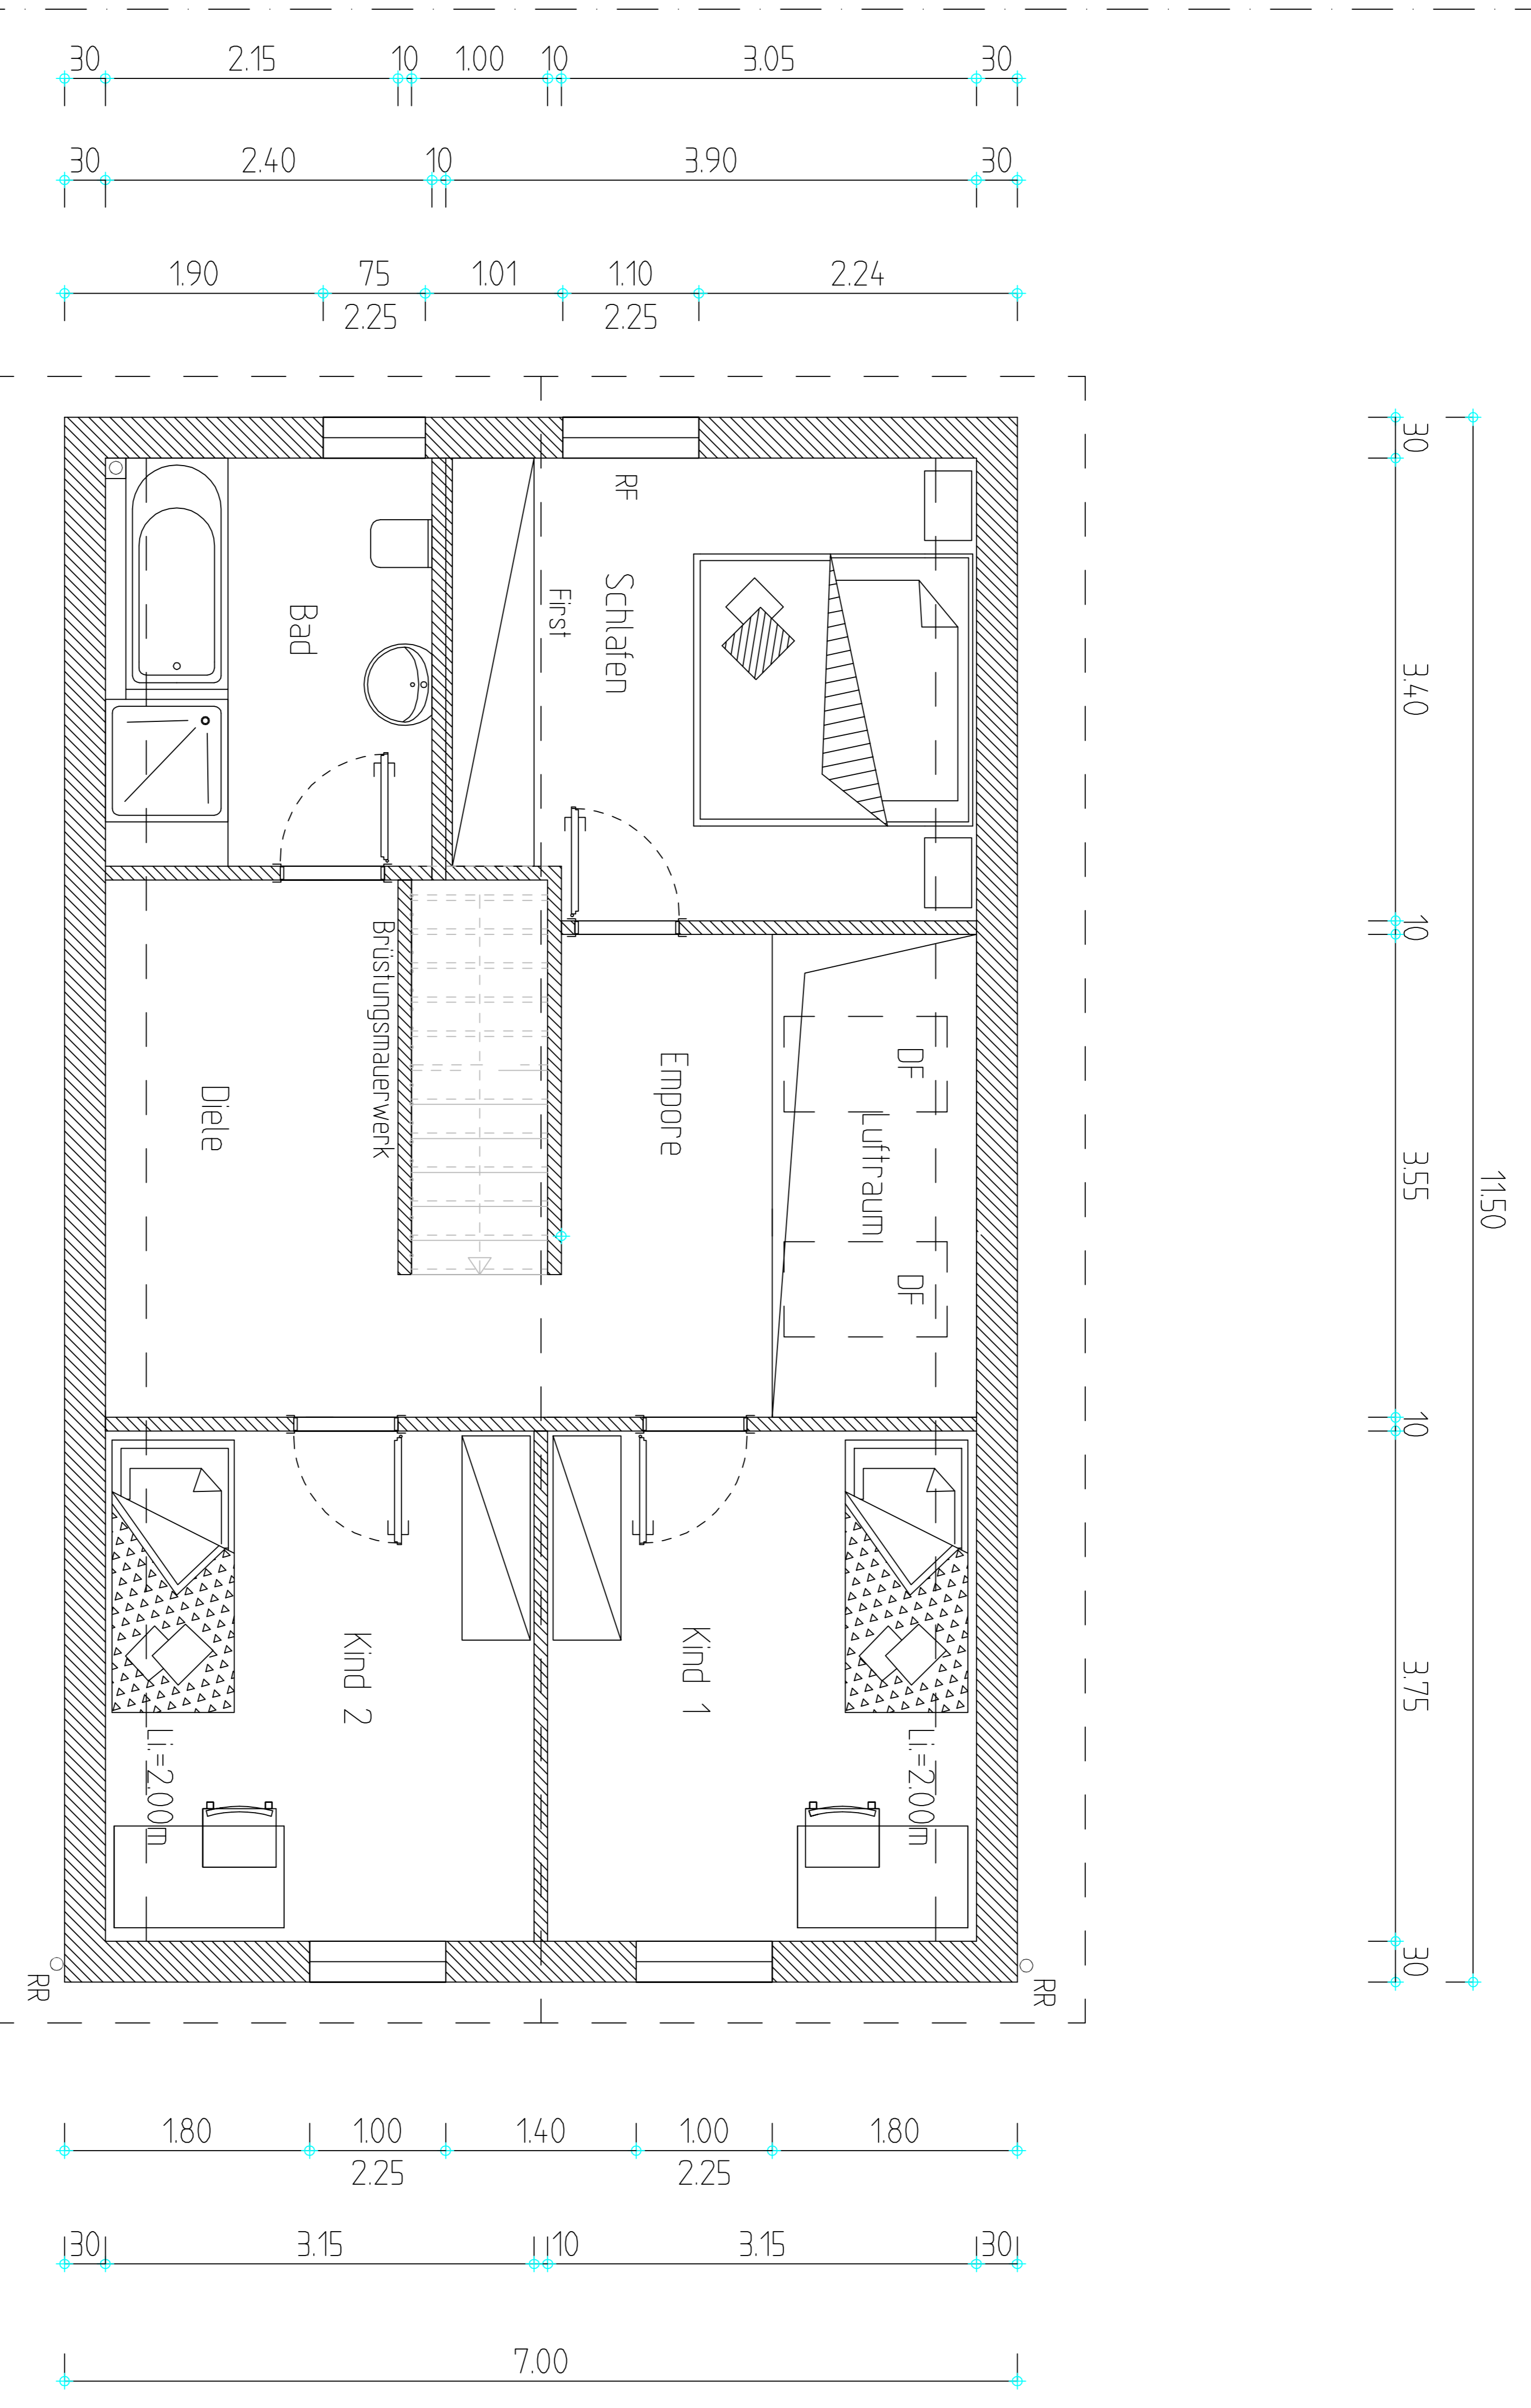 30 2.15 10 1.00 10 3.05 30
30 2.40 10 3.90 30
1.90 75 1.01 1.10 2.24
2.25 2.25
30
RF
Schlafen
First
Bad
3.40
10
Brüstungsmauerwerk
Empore
DF
Luftraum
Diele
3.55
11.50
DF
10
Kind 2
Kind 1
3.75
Li.=2.00m
Li.=2.00m
30
RR
RR
1.80 1.00 1.40 1.00 1.80
2.25 2.25
30 3.15 10 3.15 30
7.00